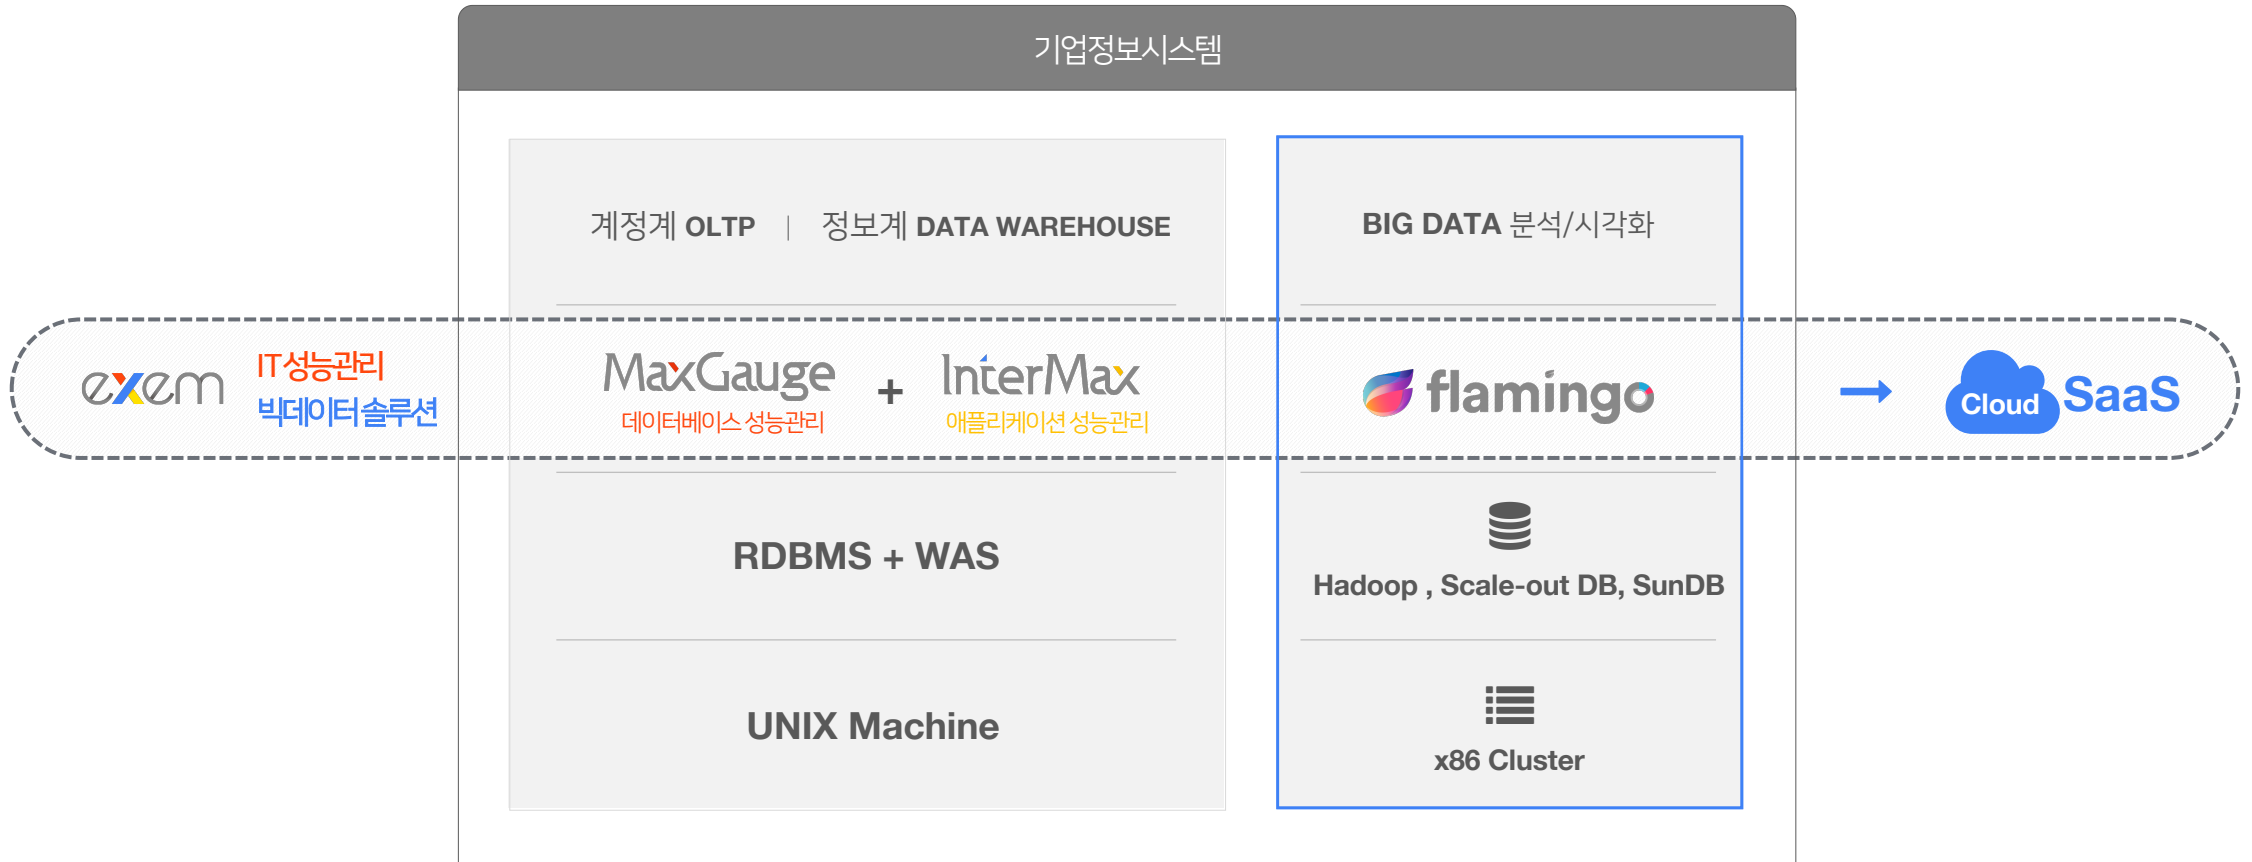 기업정보시스템
계정계 OLTP | 정보계 DATA WAREHOUSE
BIG DATA 분석/시각화
exem
IT 성능관리
빅데이터 솔루션
MaxGauge
데이터베이스 성능관리
+
InterMax
애플리케이션 성능관리
flamingo
Cloud SaaS
RDBMS + WAS
Hadoop , Scale-out DB, SunDB
UNIX Machine
x86 Cluster